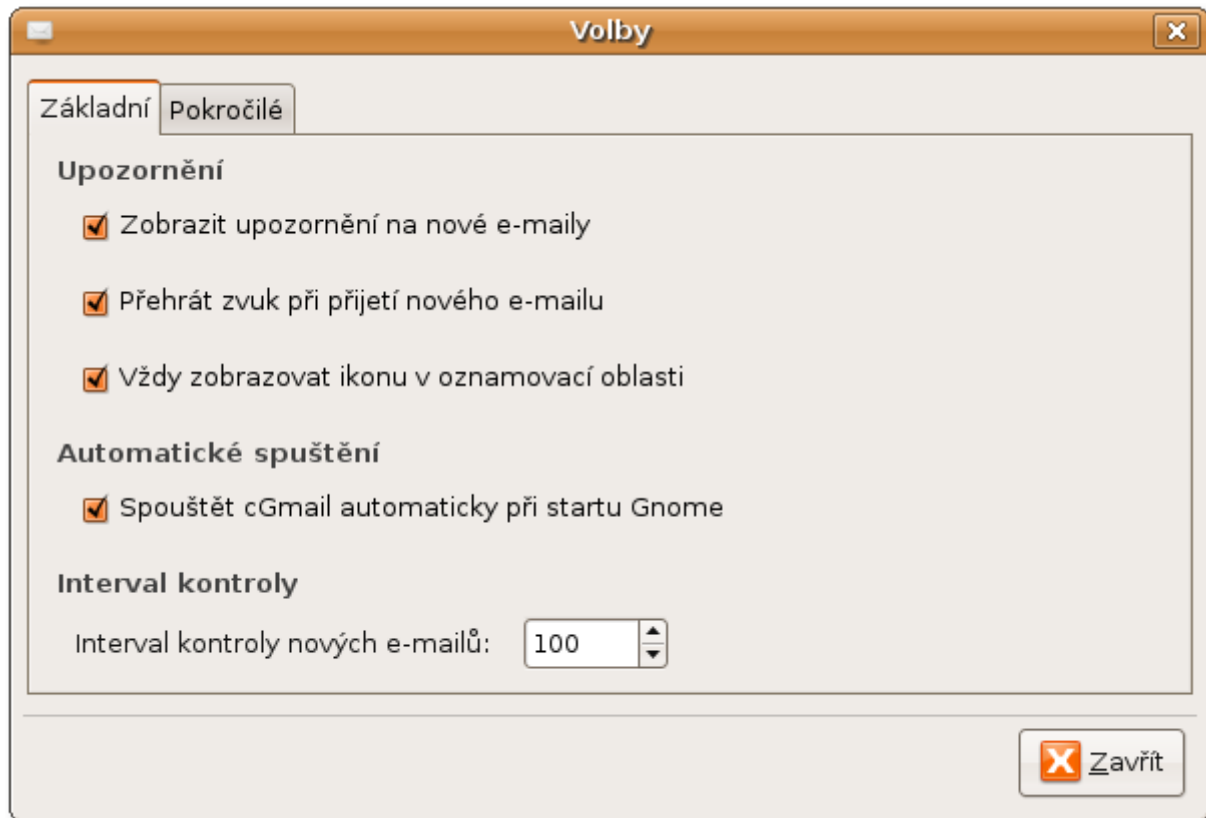 Volby
Základní
Pokročilé
Upozornění
Zobrazit upozornění na nové e-maily
Přehrát zvuk při přijetí nového e-mailu
Vždy zobrazovat ikonu v oznamovací oblasti
Automatické spuštění
Spouštět cGmail automaticky při startu Gnome
Interval kontroly
Interval kontroly nových e-mailů: 100
Zavřít